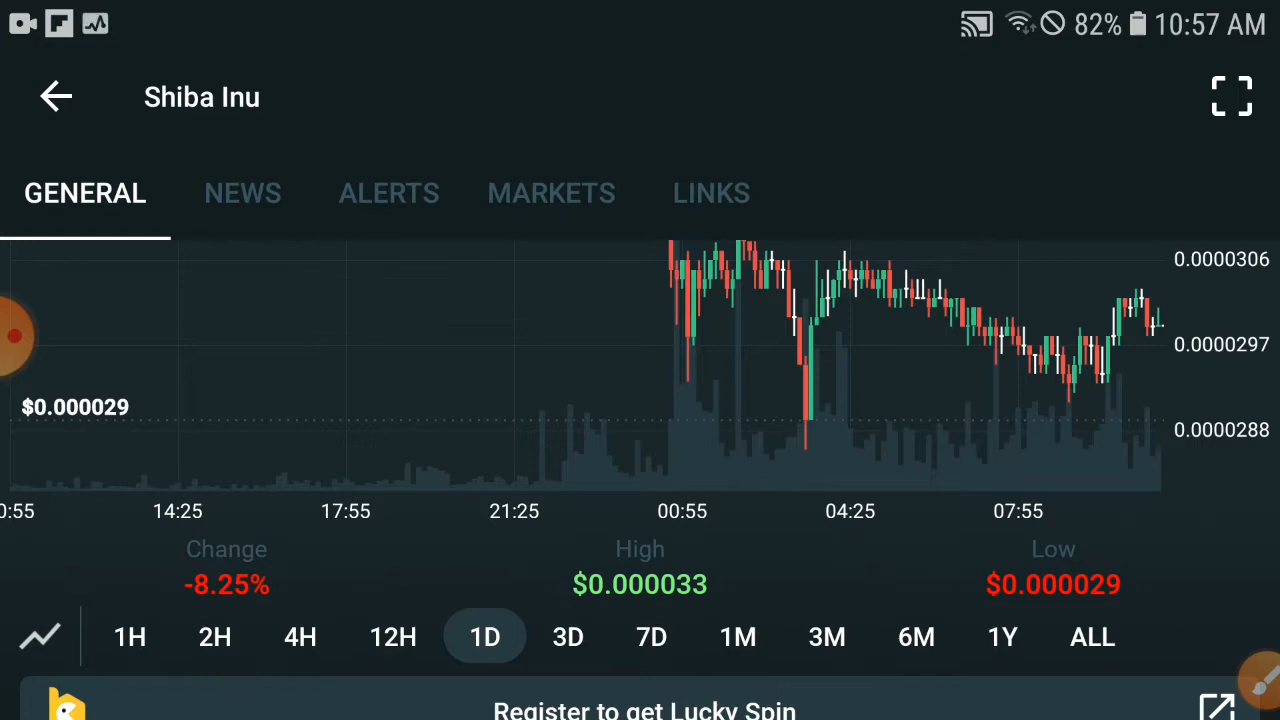 82% 10:57 AM
Shiba Inu
GENERAL NEWS ALERTS MARKETS LINKS
0.0000306
0.0000297
$0.000029
0.0000288
0:55 14:25 17:55 21:25 00:55 04:25 07:55
Change High Low
-8.25% $0.000033 $0.000029
1H 2H 4H 12H 1D 3D 7D 1M 3M 6M 1Y ALL
Register to get Lucky Spin